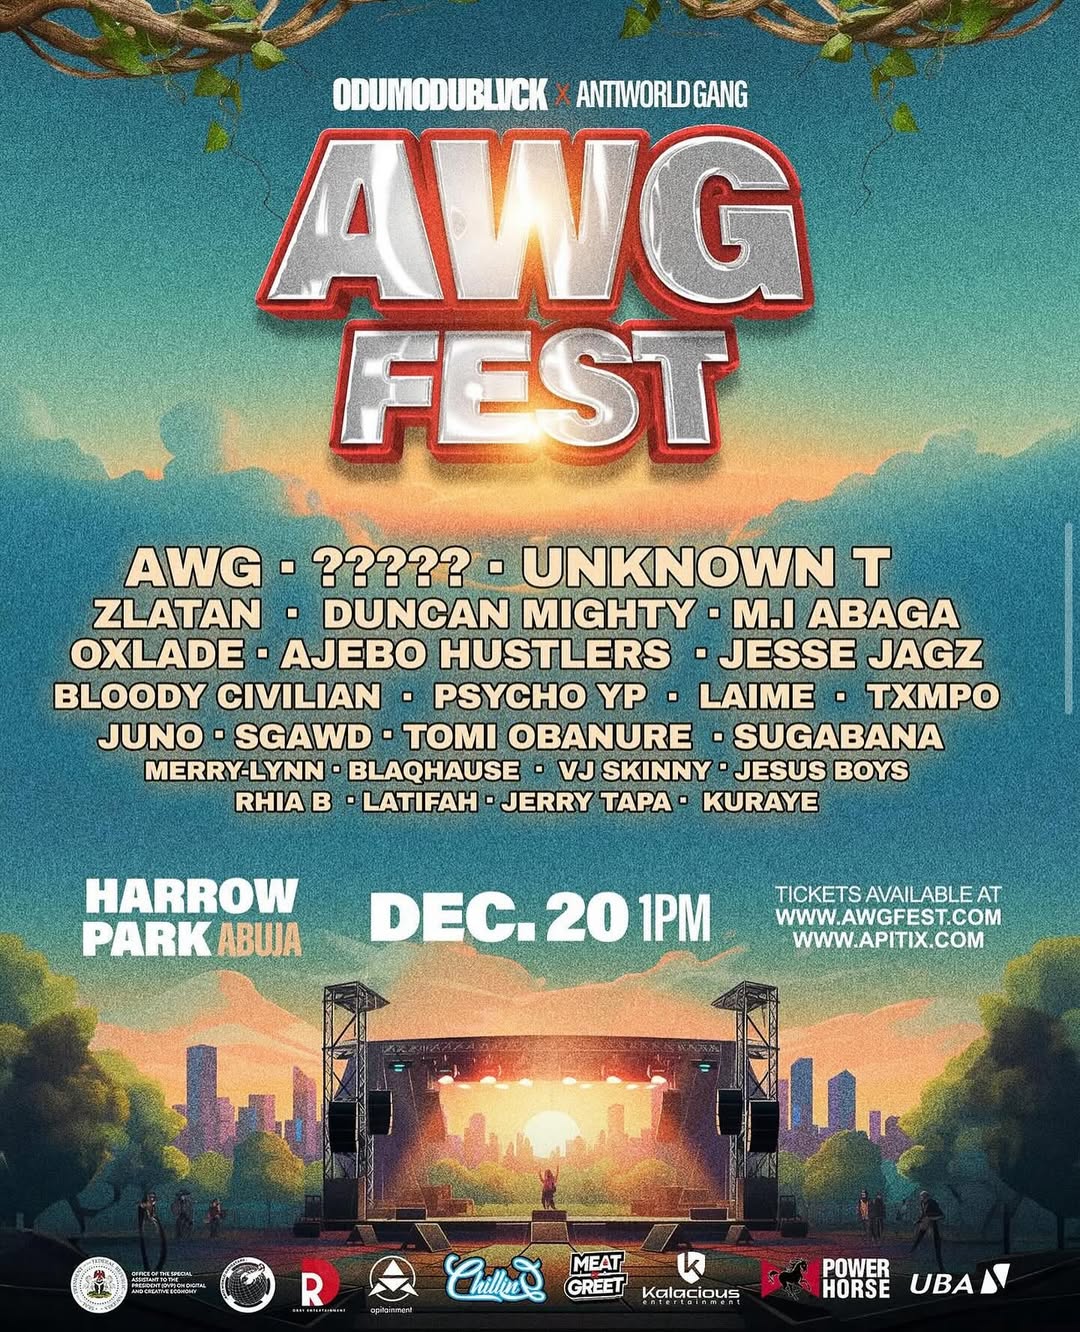 ODUMODUBLVCK X ANTIWORLD GANG
AWG
FEST
AWG · ????? · UNKNOWN T
ZLATAN · DUNCAN MIGHTY · M.I ABAGA
OXLADE · AJEBO HUSTLERS · JESSE JAGZ
BLOODY CIVILIAN · PSYCHO YP · LAIME · TXMPO
JUNO · SGAWD · TOMI OBANURE · SUGABANA
MERRY-LYNN · BLAQHAUSE · VJ SKINNY · JESUS BOYS
RHIA B · LATIFAH · JERRY TAPA · KURAYE
HARROW
PARK ABUJA
DEC. 20 1PM
TICKETS AVAILABLE AT
WWW.AWGFEST.COM
WWW.APITIX.COM
OFFICE OF THE SPECIAL
ASSISTANT TO THE
PRESIDENT (OVP) ON DIGITAL
AND CREATIVE ECONOMY
apitainment
Chillin
MEAT
GREET
Kalacious
entertainment
POWER
HORSE
UBA